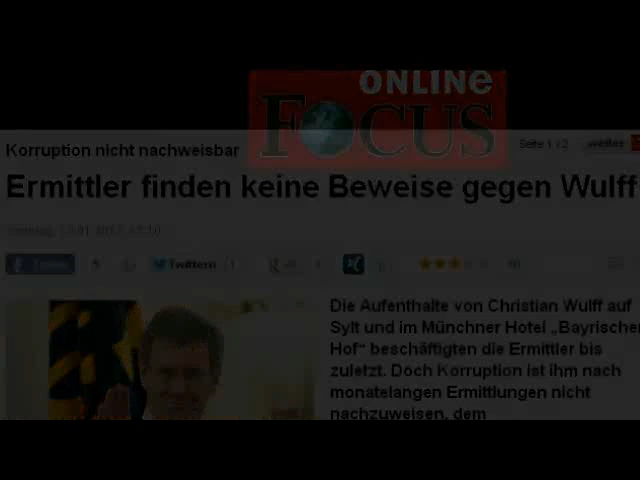 ONLINE
FOCUS
Korruption nicht nachweisbar
Seite 1 / 2
weiter
Ermittler finden keine Beweise gegen Wulff
5
Twittern
1
Die Aufenthalte von Christian Wulff auf
Sylt und im Münchner Hotel „Bayrischer
Hof“ beschäftigten die Ermittler bis
zuletzt. Doch Korruption ist ihm nach
monatelangen Ermittlungen nicht
nachzuweisen, dem